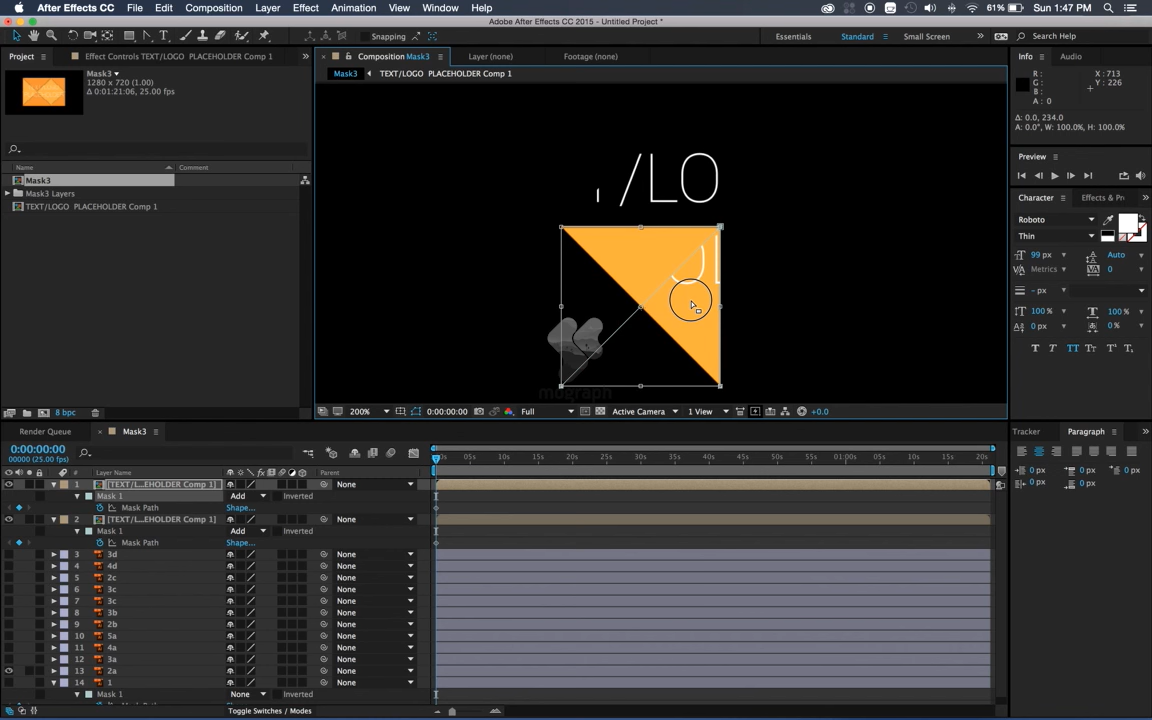 After Effects CC File Edit Composition Layer Effect Animation View Window Help 61% Sun 1:47 PM
Adobe After Effects CC 2015 - Untitled Project *
Snapping Essentials Standard Small Screen Search Help
Project Effect Controls TEXT/LOGO PLACEHOLDER Comp 1 Composition Mask3 Layer (none) Footage (none) Info Audio
Mask3
1280 x 720 (1.00)
Δ 0:01:21:06, 25.00 fps
Mask3 TEXT/LOGO PLACEHOLDER Comp 1
R: X: 713
G: Y: 226
B:
A: 0
Δ: 0.0, 234.0
A: 0.0°, W: 100.0%, H: 100.0%
Name Comment
Mask3
Mask3 Layers
TEXT/LOGO PLACEHOLDER Comp 1
/LO
mograph
Preview
Character Effects & Pr
Roboto
Thin
99 px Auto
Metrics 0
- px
100% 100%
0 px 0%
T T TT Tr T¹ T₁
8 bpc
200% 0:00:00:00 Full Active Camera 1 View +0.0
Render Queue Mask3 Tracker Paragraph
0:00:00:00
00000 (25.00 fps)
05s 10s 15s 20s 25s 30s 35s 40s 45s 50s 55s 01:00s 05s 10s 15s 20s
# Layer Name Parent
0 px 0 px 0 px
0 px 0 px
1 [TEXT/L...EHOLDER Comp 1] None
Mask 1 Add Inverted
Mask Path Shape...
2 [TEXT/L...EHOLDER Comp 1] None
Mask 1 Add Inverted
Mask Path Shape...
3 3d None
4 4d None
5 2c None
6 3c None
7 3c None
8 3b None
9 2b None
10 5a None
11 4a None
12 3a None
13 2a None
14 1 None
Mask 1 None Inverted
Toggle Switches / Modes